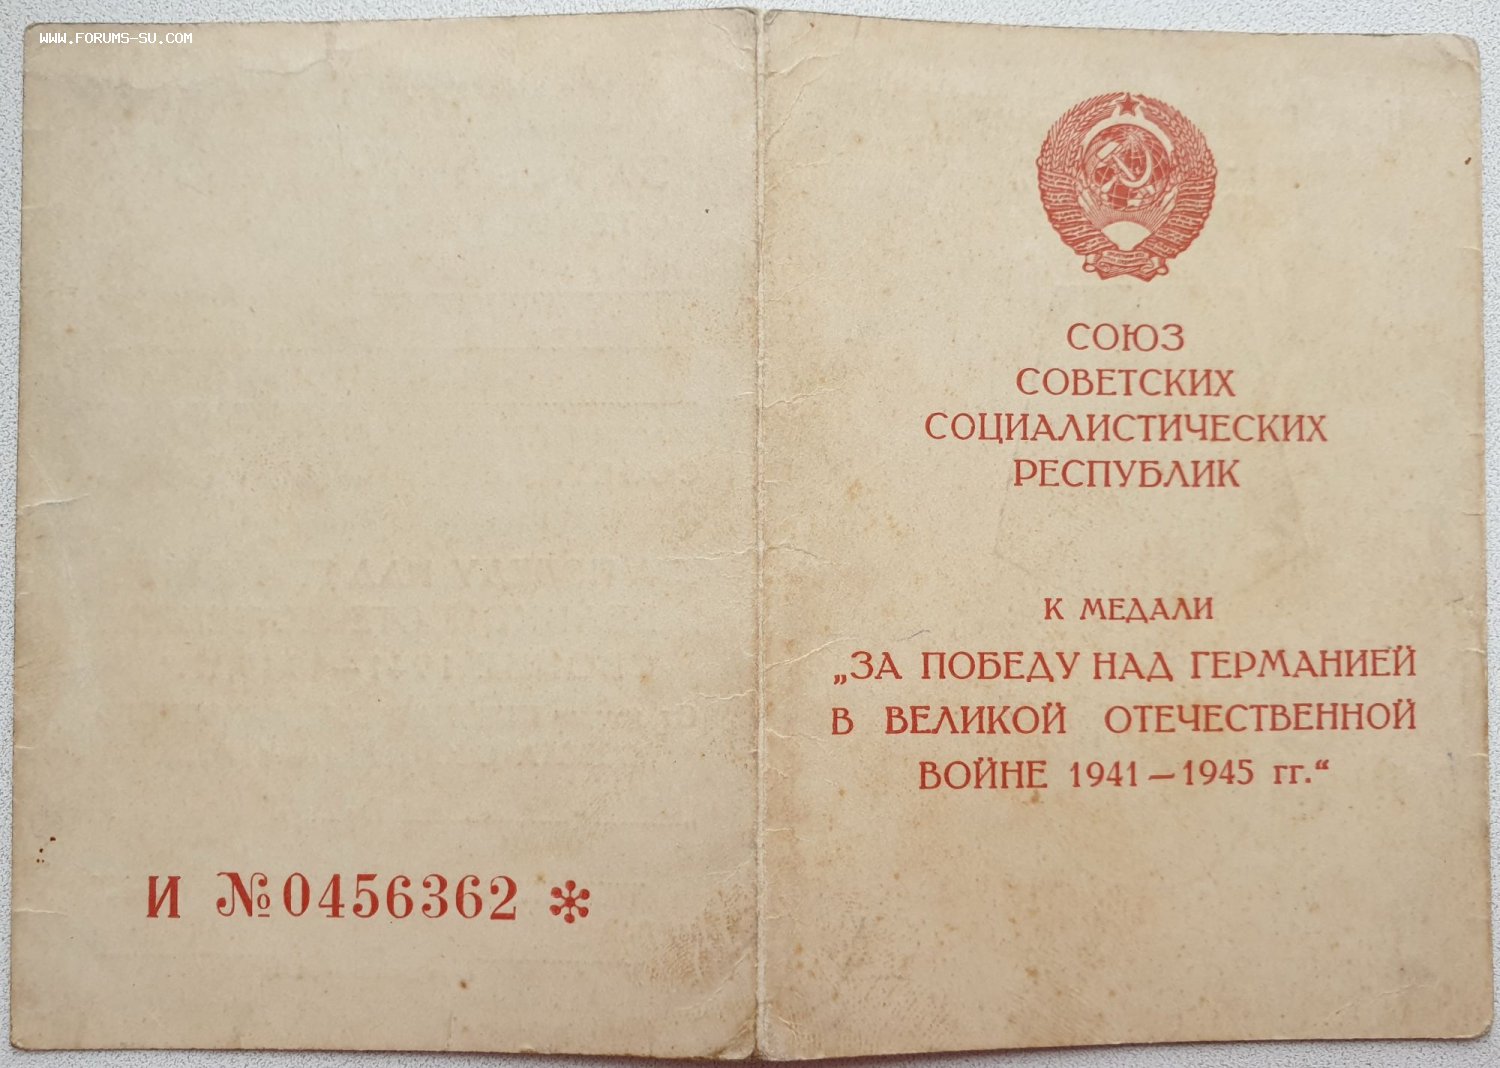 WWW.FORUMS-SU.COM
И №0456362 *
СОЮЗ
СОВЕТСКИХ
СОЦИАЛИСТИЧЕСКИХ
РЕСПУБЛИК
К МЕДАЛИ
„ЗА ПОБЕДУ НАД ГЕРМАНИЕЙ
В ВЕЛИКОЙ ОТЕЧЕСТВЕННОЙ
ВОЙНЕ 1941—1945 гг.“